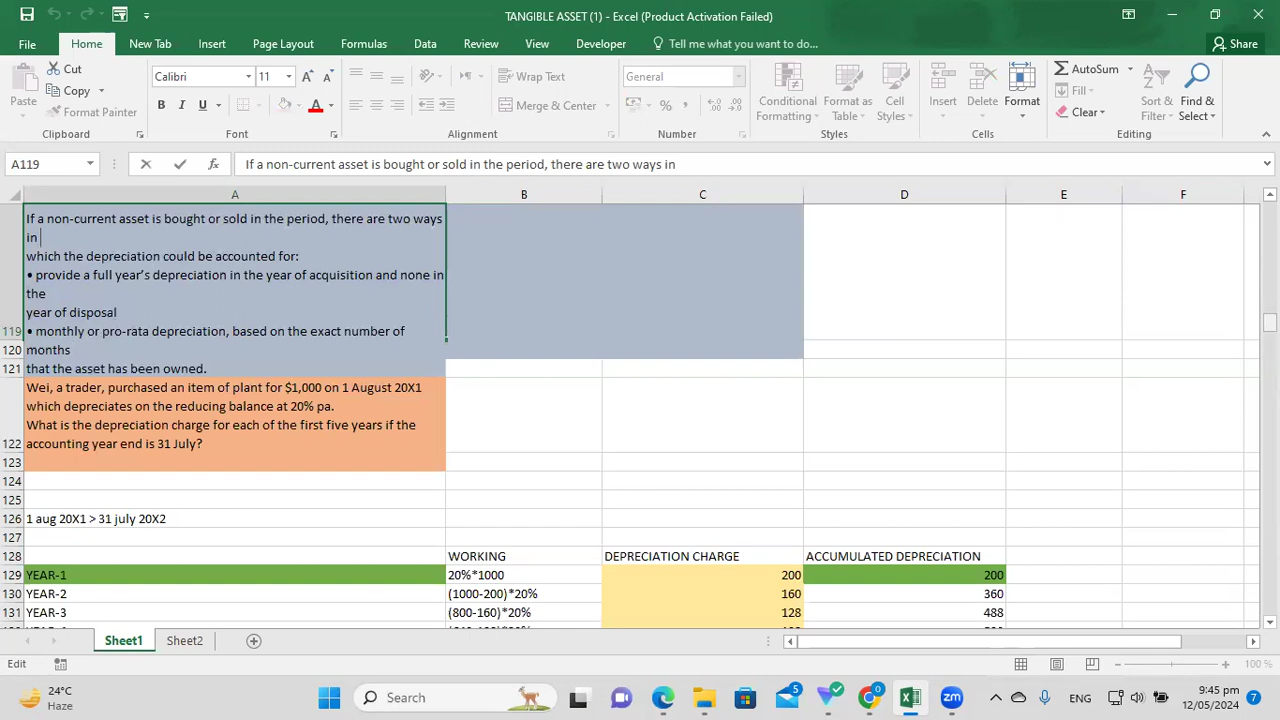 TANGIBLE ASSET (1) - Excel (Product Activation Failed)
File Home New Tab Insert Page Layout Formulas Data Review View Developer Tell me what you want to do... Share
Paste
Cut
Copy
Format Painter
Clipboard
Calibri 11
B I U
Font
Wrap Text
Merge & Center
Alignment
General
Number
Conditional Formatting
Format as Table
Cell Styles
Styles
Insert Delete Format
Cells
AutoSum
Fill
Clear
Sort & Filter
Find & Select
Editing
A119 fx If a non-current asset is bought or sold in the period, there are two ways in
A B C D E F
If a non-current asset is bought or sold in the period, there are two ways
in
which the depreciation could be accounted for:
• provide a full year’s depreciation in the year of acquisition and none in
the
year of disposal
119 • monthly or pro-rata depreciation, based on the exact number of
120 months
121 that the asset has been owned.
Wei, a trader, purchased an item of plant for $1,000 on 1 August 20X1
which depreciates on the reducing balance at 20% pa.
What is the depreciation charge for each of the first five years if the
122 accounting year end is 31 July?
123
124
125
126 1 aug 20X1 > 31 july 20X2
127
128 WORKING DEPRECIATION CHARGE ACCUMULATED DEPRECIATION
129 YEAR-1 20%*1000 200 200
130 YEAR-2 (1000-200)*20% 160 360
131 YEAR-3 (800-160)*20% 128 488
Sheet1 Sheet2
Edit 100 %
24°C
Haze
Search
5
0
ENG
9:45 pm
12/05/2024
7